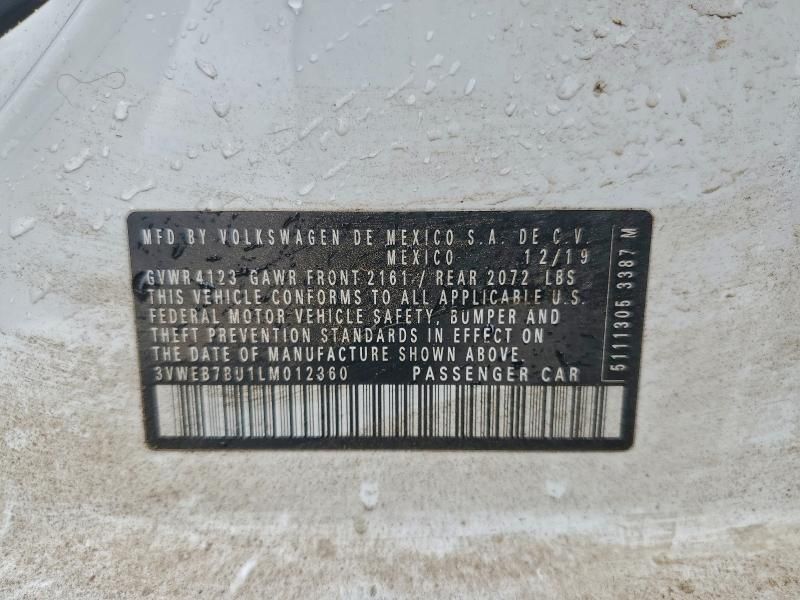 MFD BY VOLKSWAGEN DE MEXICO S.A. DE C.V.
MEXICO 12/19
GVWR 4123 GAWR FRONT 2161 / REAR 2072 LBS
THIS VEHICLE CONFORMS TO ALL APPLICABLE U.S.
FEDERAL MOTOR VEHICLE SAFETY, BUMPER AND
THEFT PREVENTION STANDARDS IN EFFECT ON
THE DATE OF MANUFACTURE SHOWN ABOVE.
3VWEB7BU1LM012360 PASSENGER CAR
5111305 3387 M